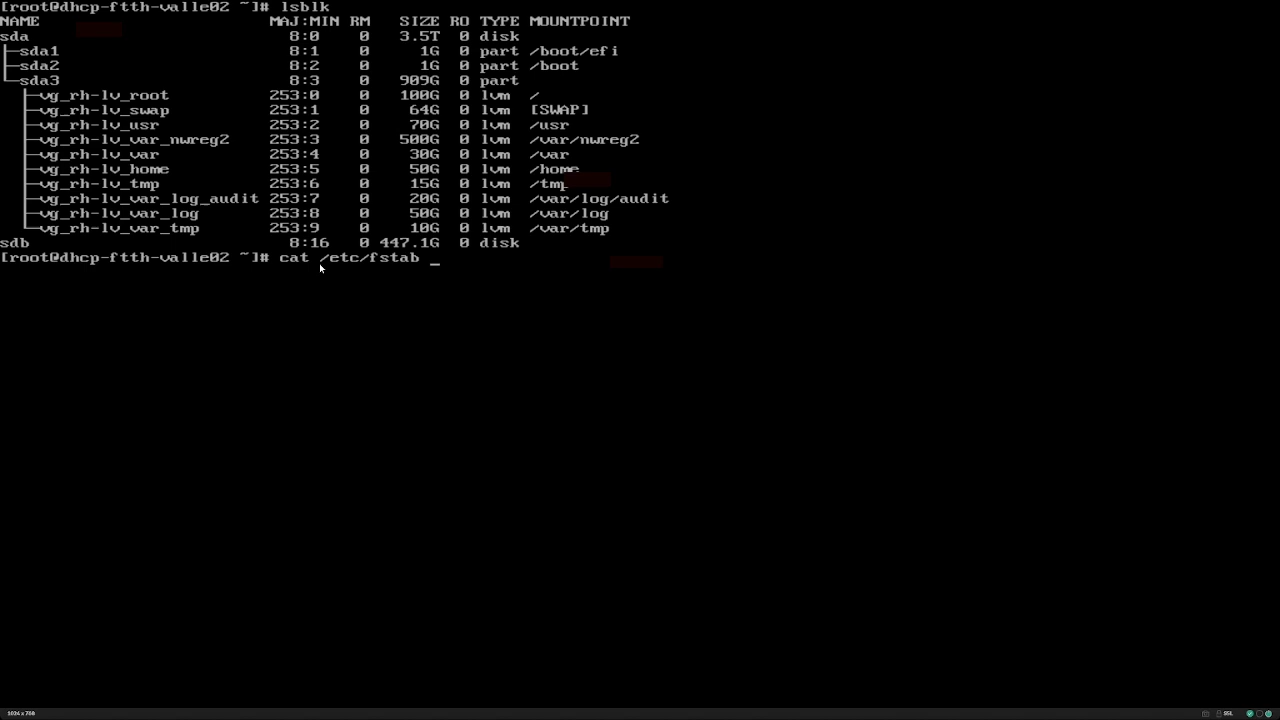 [root@dhcp-ftth-valle02 ~]# lsblk
NAME MAJ:MIN RM SIZE RO TYPE MOUNTPOINT
sda 8:0 0 3.5T 0 disk
├─sda1 8:1 0 1G 0 part /boot/efi
├─sda2 8:2 0 1G 0 part /boot
└─sda3 8:3 0 909G 0 part
├─vg_rh-lv_root 253:0 0 100G 0 lvm /
├─vg_rh-lv_swap 253:1 0 64G 0 lvm [SWAP]
├─vg_rh-lv_usr 253:2 0 70G 0 lvm /usr
├─vg_rh-lv_var_nwreg2 253:3 0 500G 0 lvm /var/nwreg2
├─vg_rh-lv_var 253:4 0 30G 0 lvm /var
├─vg_rh-lv_home 253:5 0 50G 0 lvm /home
├─vg_rh-lv_tmp 253:6 0 15G 0 lvm /tmp
├─vg_rh-lv_var_log_audit 253:7 0 20G 0 lvm /var/log/audit
├─vg_rh-lv_var_log 253:8 0 50G 0 lvm /var/log
└─vg_rh-lv_var_tmp 253:9 0 10G 0 lvm /var/tmp
sdb 8:16 0 447.1G 0 disk
[root@dhcp-ftth-valle02 ~]# cat /etc/fstab _
1024 x 768 SSL